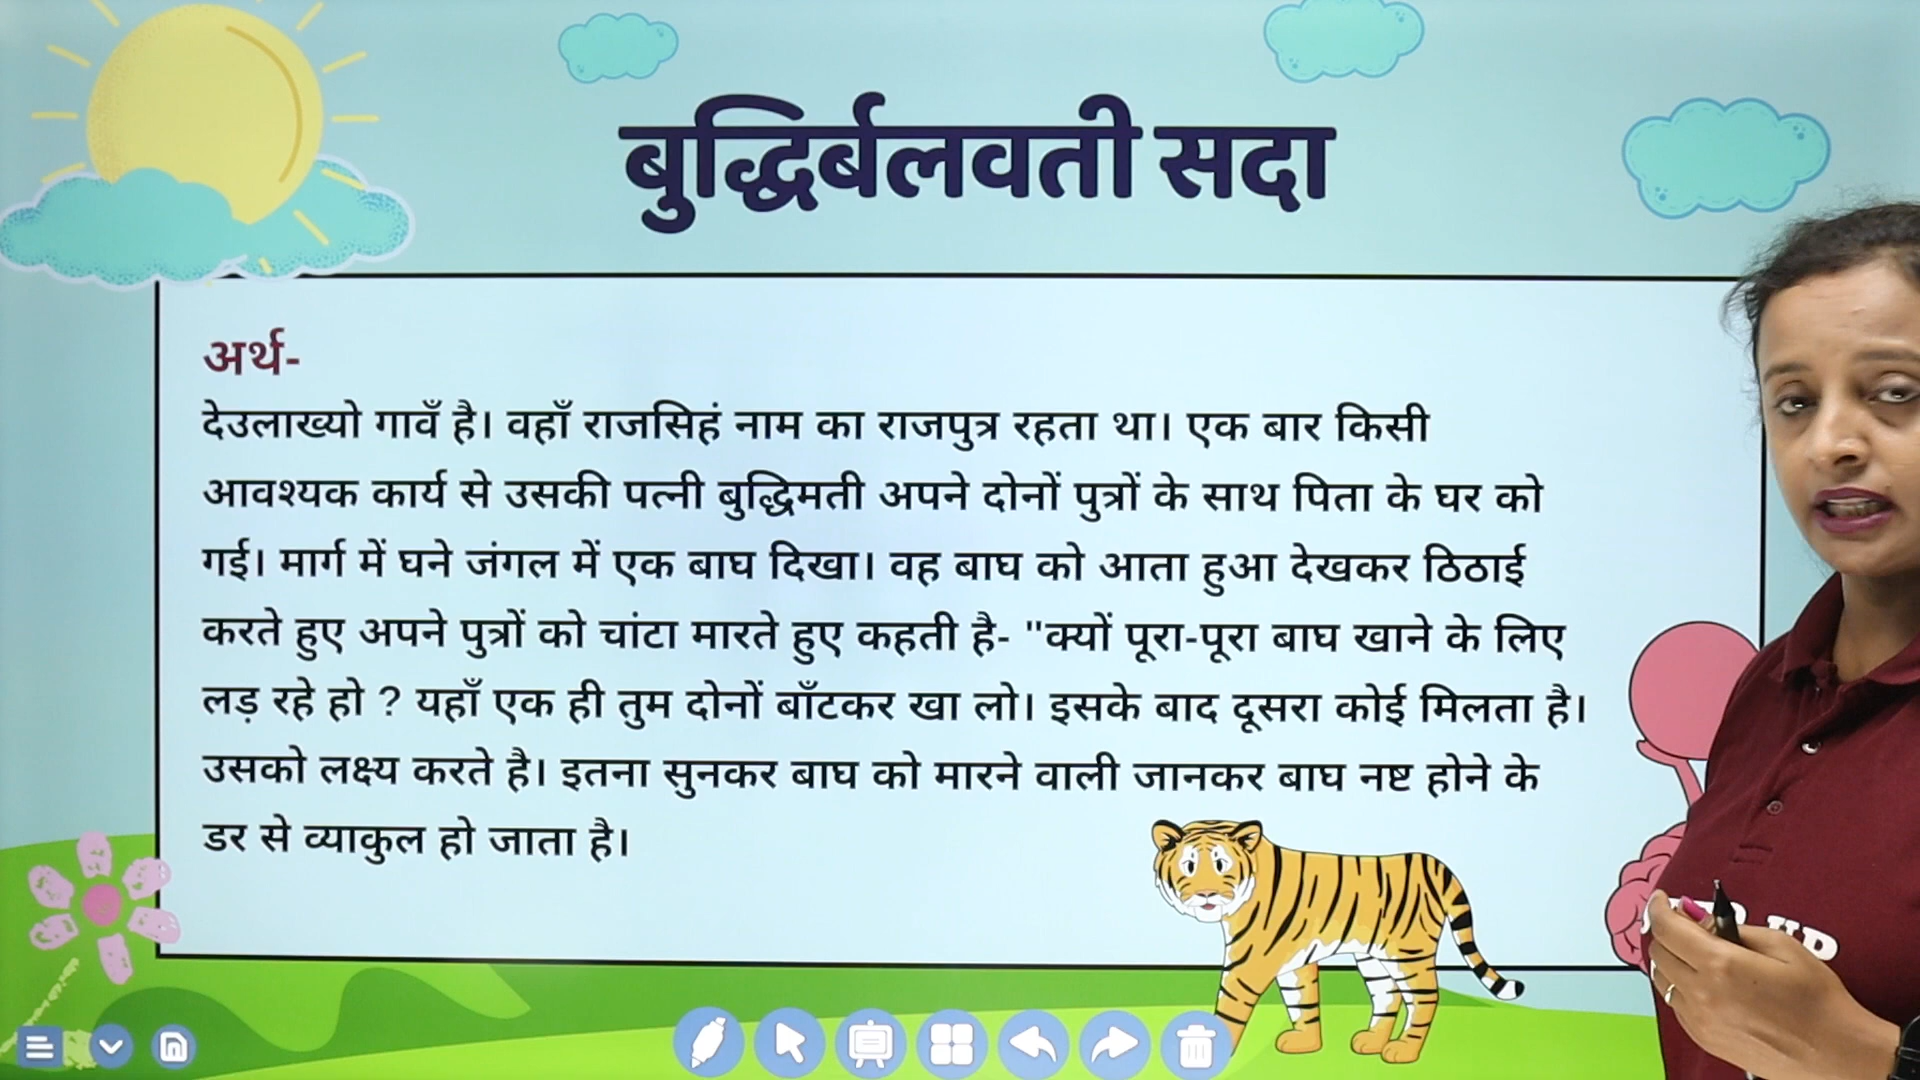 बुद्धिर्बलवती सदा
अर्थ-
देउलाख्यो गावँ है। वहाँ राजसिहं नाम का राजपुत्र रहता था। एक बार किसी
आवश्यक कार्य से उसकी पत्नी बुद्धिमती अपने दोनों पुत्रों के साथ पिता के घर को
गई। मार्ग में घने जंगल में एक बाघ दिखा। वह बाघ को आता हुआ देखकर ठिठाई
करते हुए अपने पुत्रों को चांटा मारते हुए कहती है- "क्यों पूरा-पूरा बाघ खाने के लिए
लड़ रहे हो ? यहाँ एक ही तुम दोनों बाँटकर खा लो। इसके बाद दूसरा कोई मिलता है।
उसको लक्ष्य करते है। इतना सुनकर बाघ को मारने वाली जानकर बाघ नष्ट होने के
डर से व्याकुल हो जाता है।